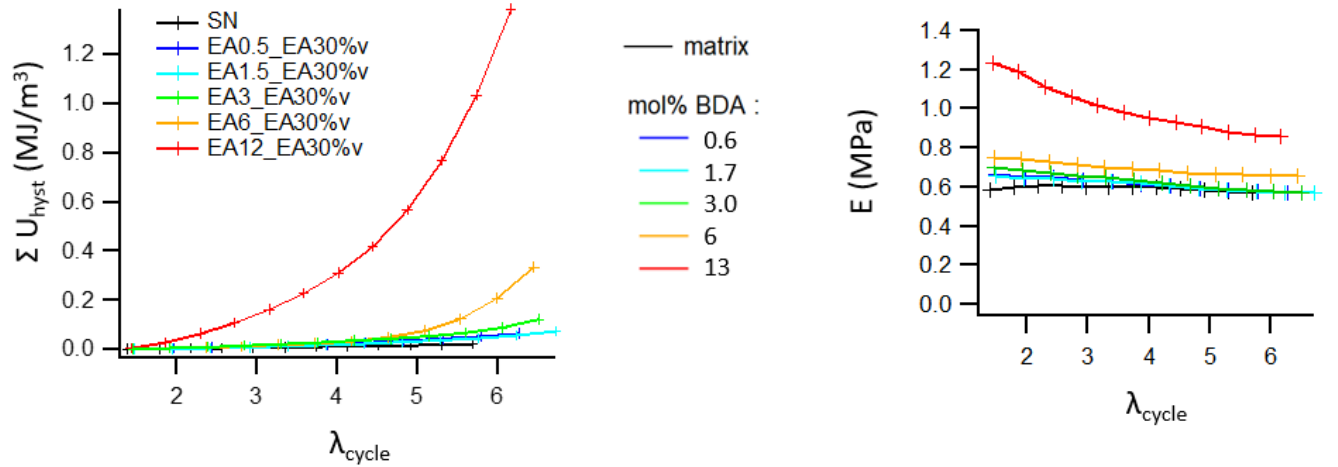 SN
EA0.5_EA30%v
EA1.5_EA30%v
EA3_EA30%v
EA6_EA30%v
EA12_EA30%v
Σ U_hyst (MJ/m³)
1.2
1.0
0.8
0.6
0.4
0.2
0.0
2 3 4 5 6
λ_cycle
matrix
mol% BDA :
0.6
1.7
3.0
6
13
E (MPa)
1.4
1.2
1.0
0.8
0.6
0.4
0.2
0.0
2 3 4 5 6
λ_cycle